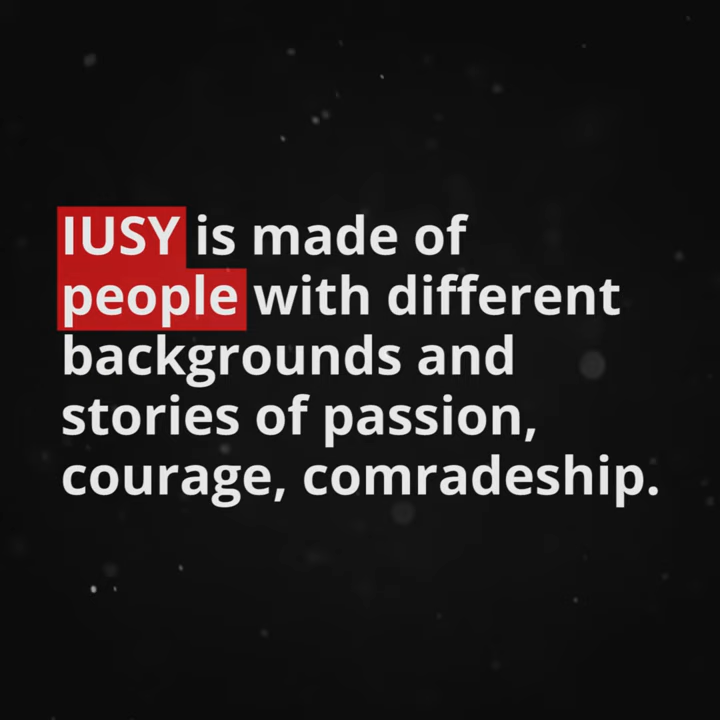 IUSY is made of
people with different
backgrounds and
stories of passion,
courage, comradeship.